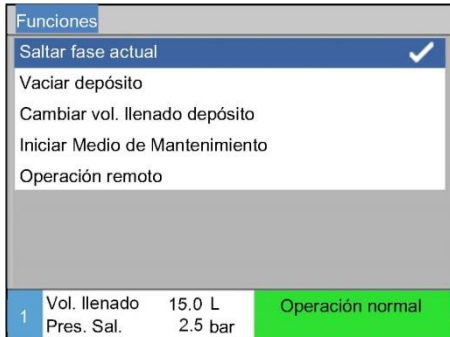 Funciones
Saltar fase actual
Vaciar depósito
Cambiar vol. llenado depósito
Iniciar Medio de Mantenimiento
Operación remoto
1
Vol. llenado 15.0 L
Pres. Sal. 2.5 bar
Operación normal